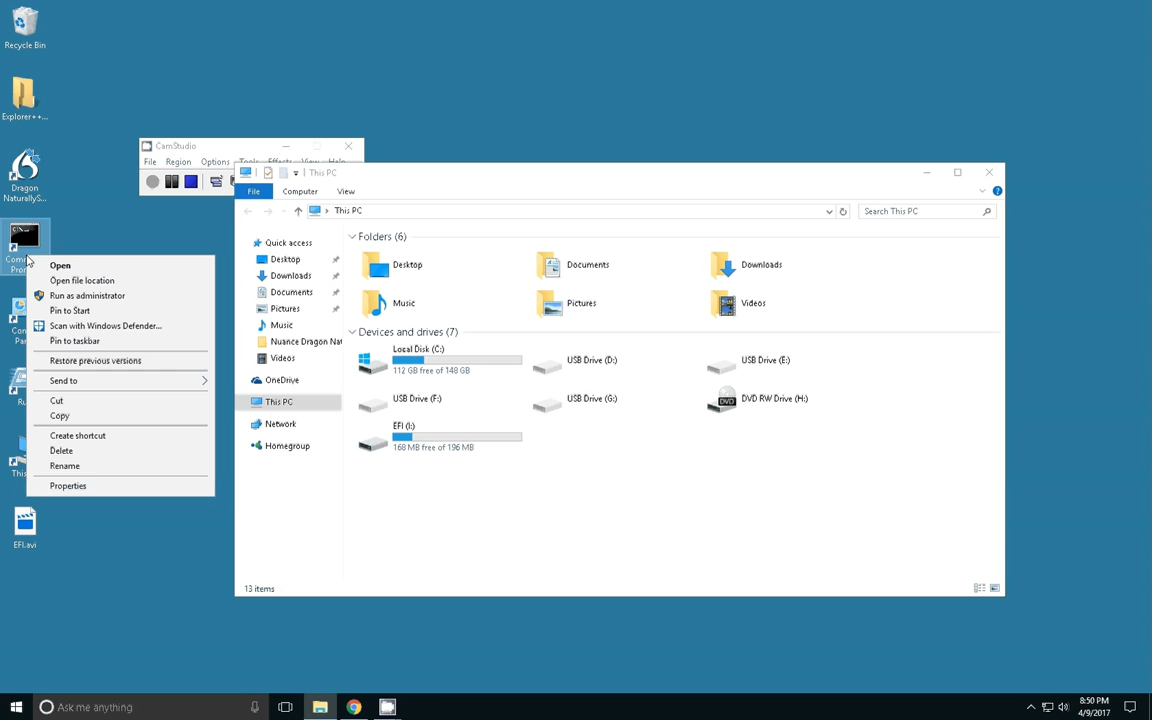 Recycle Bin
Explorer++...
Dragon
NaturallyS...
EFI.avi
CamStudio
File Region Options Tools Effects View Help
Open
Open file location
Run as administrator
Pin to Start
Scan with Windows Defender...
Pin to taskbar
Restore previous versions
Send to
Cut
Copy
Create shortcut
Delete
Rename
Properties
This PC
File Computer View
This PC
Search This PC
Quick access
Desktop
Downloads
Documents
Pictures
Music
Nuance Dragon Nat
Videos
OneDrive
This PC
Network
Homegroup
Folders (6)
Desktop
Documents
Downloads
Music
Pictures
Videos
Devices and drives (7)
Local Disk (C:)
112 GB free of 148 GB
USB Drive (D:)
USB Drive (E:)
USB Drive (F:)
USB Drive (G:)
DVD
DVD RW Drive (H:)
EFI (I:)
168 MB free of 196 MB
13 items
Ask me anything
8:50 PM
4/9/2017